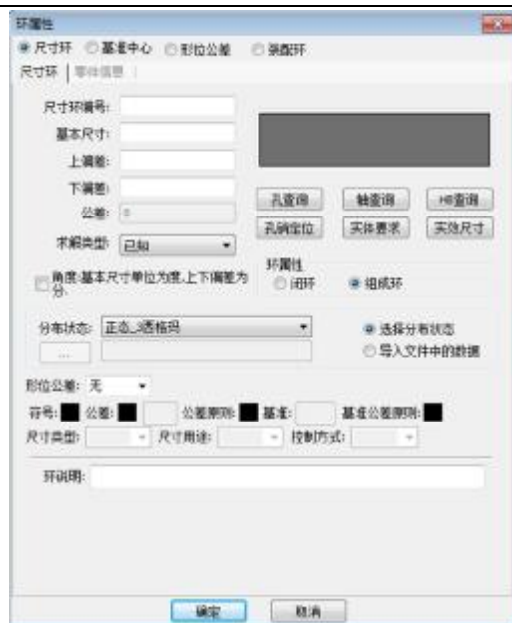 环属性
尺寸环 基准中心 形位公差 装配环
尺寸环 零件信息
尺寸环编号:
基本尺寸:
上偏差:
下偏差:
孔查询 轴查询 HB查询
公差: 0
孔销定位 实体要求 实效尺寸
求解类型: 已知
环属性
角度:基本尺寸单位为度,上下偏差为分.
闭环 组成环
分布状态: 正态_3西格玛
选择分布状态
... 导入文件中的数据
形位公差: 无
符号: 公差: 公差原则: 基准: 基准公差原则:
尺寸类型: 尺寸用途: 控制方式:
环说明:
确定 取消